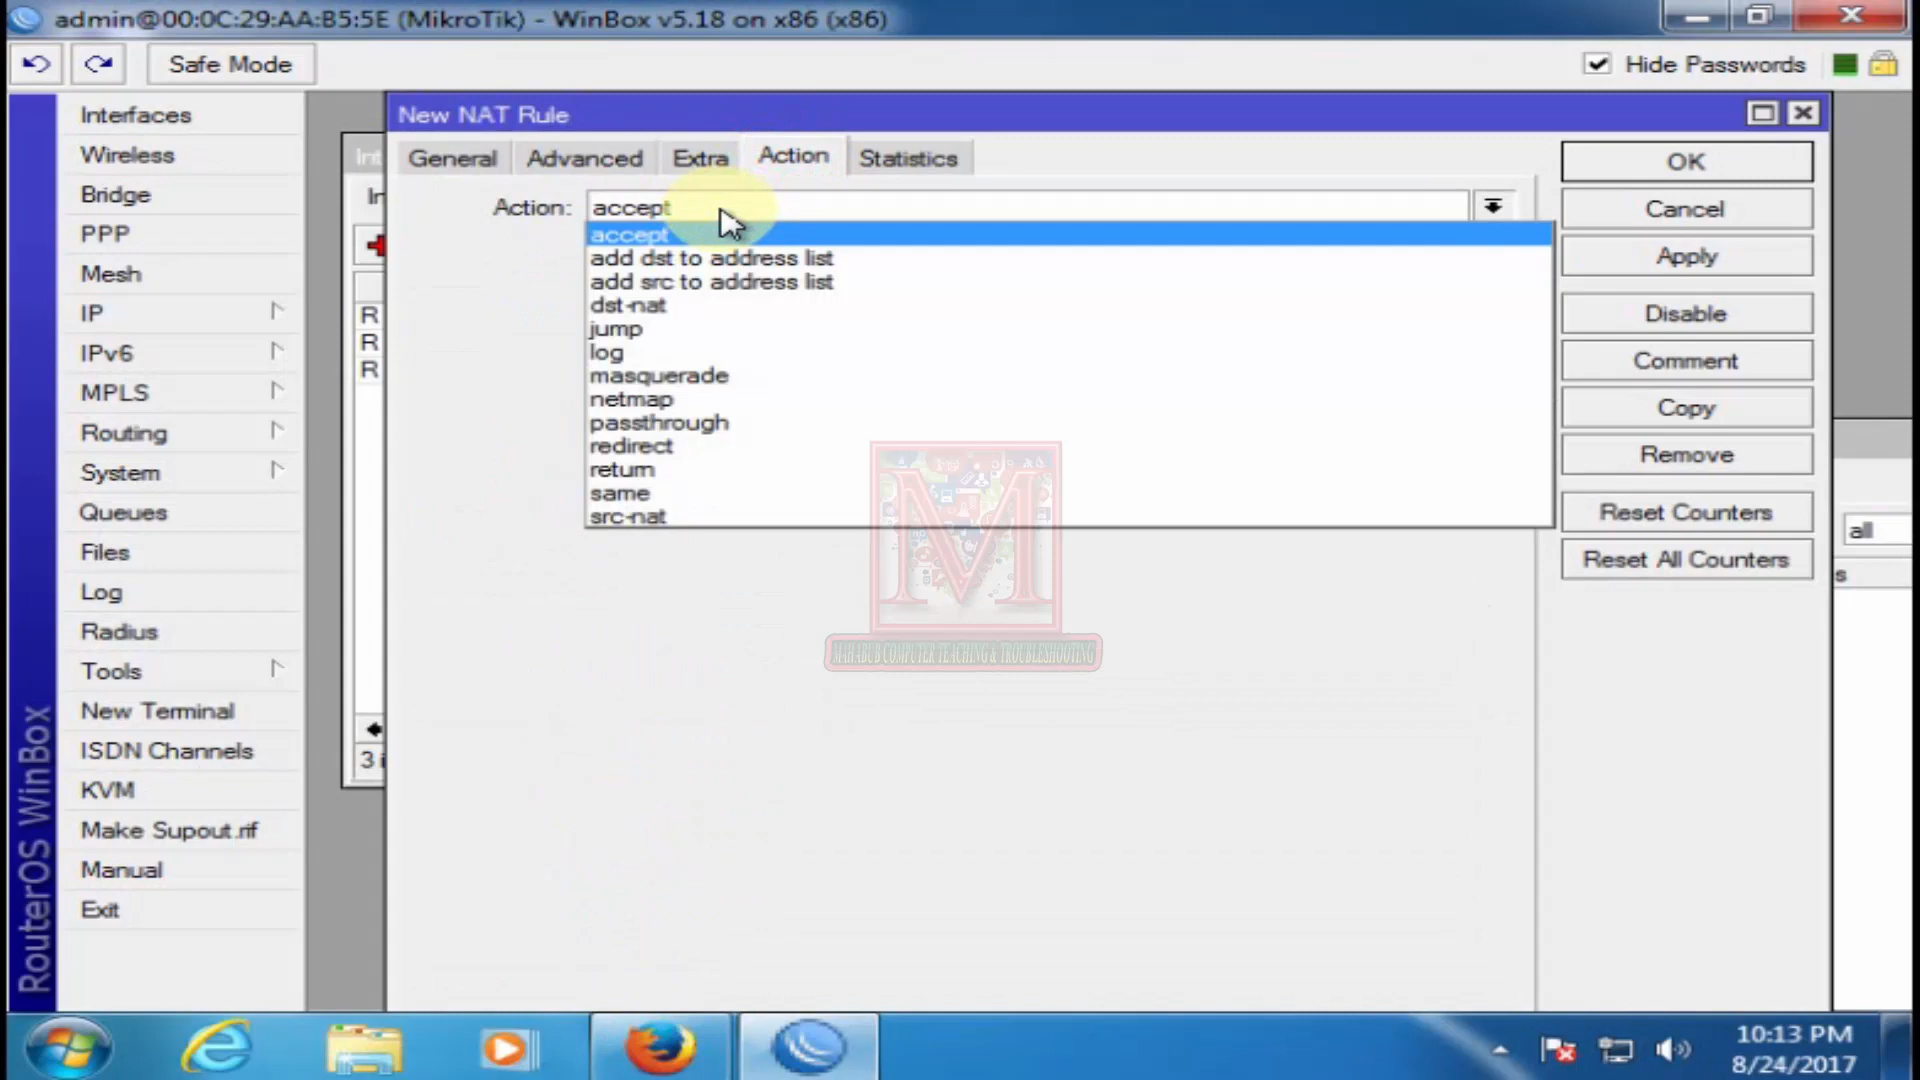 admin@00:0C:29:AA:B5:5E (MikroTik) - WinBox v5.18 on x86 (x86)
Safe Mode
Hide Passwords
Interfaces
Wireless
Bridge
PPP
Mesh
IP
IPv6
MPLS
Routing
System
Queues
Files
Log
Radius
Tools
New Terminal
ISDN Channels
KVM
Make Supout.rif
Manual
Exit
RouterOS WinBox
R
R
R
3 i
New NAT Rule
General
Advanced
Extra
Action
Statistics
Action:
accept
accept
add dst to address list
add src to address list
dst-nat
jump
log
masquerade
netmap
passthrough
redirect
return
same
src-nat
OK
Cancel
Apply
Disable
Comment
Copy
Remove
Reset Counters
Reset All Counters
all
s
M
MAHABUB COMPUTER TEACHING & TROUBLESHOOTING
10:13 PM
8/24/2017